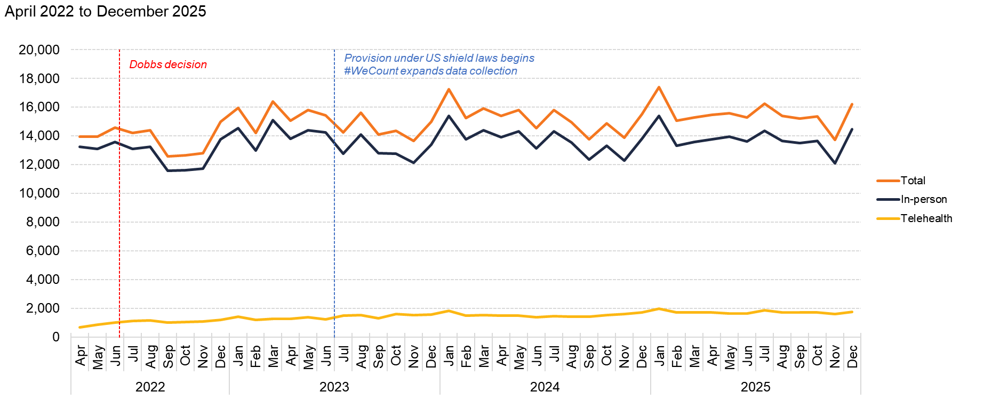 April 2022 to December 2025
20,000
18,000
16,000
14,000
12,000
10,000
8,000
6,000
4,000
2,000
0
Dobbs decision
Provision under US shield laws begins
#WeCount expands data collection
Total
In-person
Telehealth
Apr May Jun Jul Aug Sep Oct Nov Dec Jan Feb Mar Apr May Jun Jul Aug Sep Oct Nov Dec Jan Feb Mar Apr May Jun Jul Aug Sep Oct Nov Dec Jan Feb Mar Apr May Jun Jul Aug Sep Oct Nov Dec
2022 2023 2024 2025